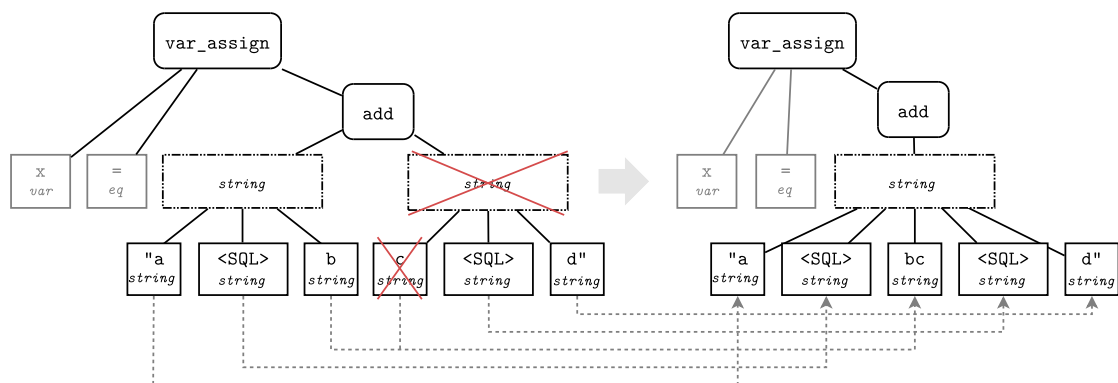 var_assign
add
x
var
=
eq
string
string
"a
string
<SQL>
string
b
string
c
string
<SQL>
string
d"
string
var_assign
add
x
var
=
eq
string
"a
string
<SQL>
string
bc
string
<SQL>
string
d"
string